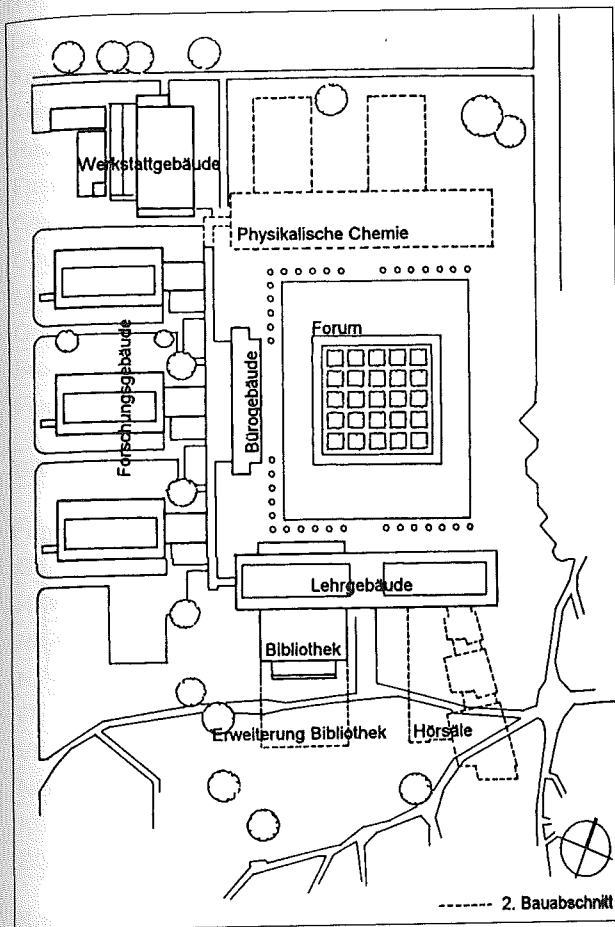 Werkstattgebäude
Physikalische Chemie
Forum
Forschungsgebäude
Bürogebäude
Lehrgebäude
Bibliothek
Erweiterung Bibliothek
Hörsäle
2. Bauabschnitt